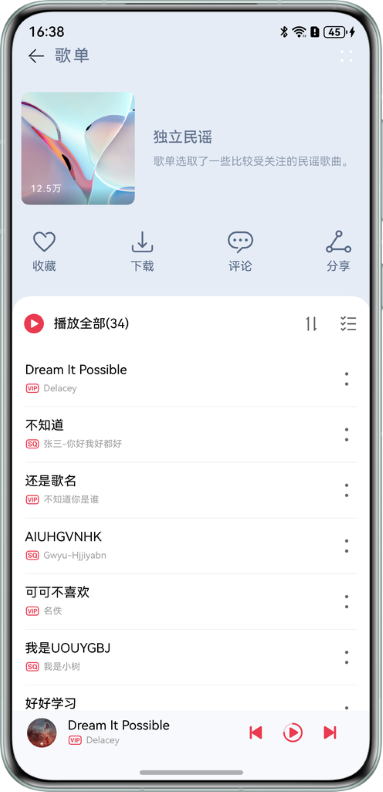 16:38
45
歌单
独立民谣
歌单选取了一些比较受关注的民谣歌曲。
12.5万
收藏 下载 评论 分享
播放全部(34)
Dream It Possible
VIP Delacey
不知道
SQ 张三-你好我好都好
还是歌名
VIP 不知道你是谁
AIUHGVNHK
SQ Gwyu-Hjjiyabn
可可不喜欢
VIP 名佚
我是UOUYGBJ
SQ 我是小树
好好学习
Dream It Possible
VIP Delacey